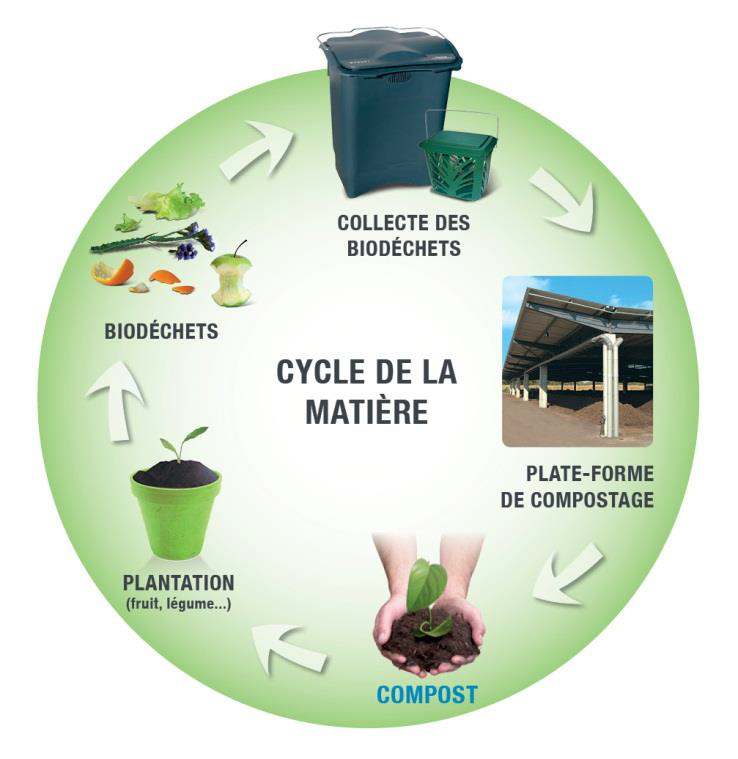 COLLECTE DES
BIODÉCHETS
BIODÉCHETS
CYCLE DE LA
MATIÈRE
PLATE-FORME
DE COMPOSTAGE
PLANTATION
(fruit, légume...)
COMPOST